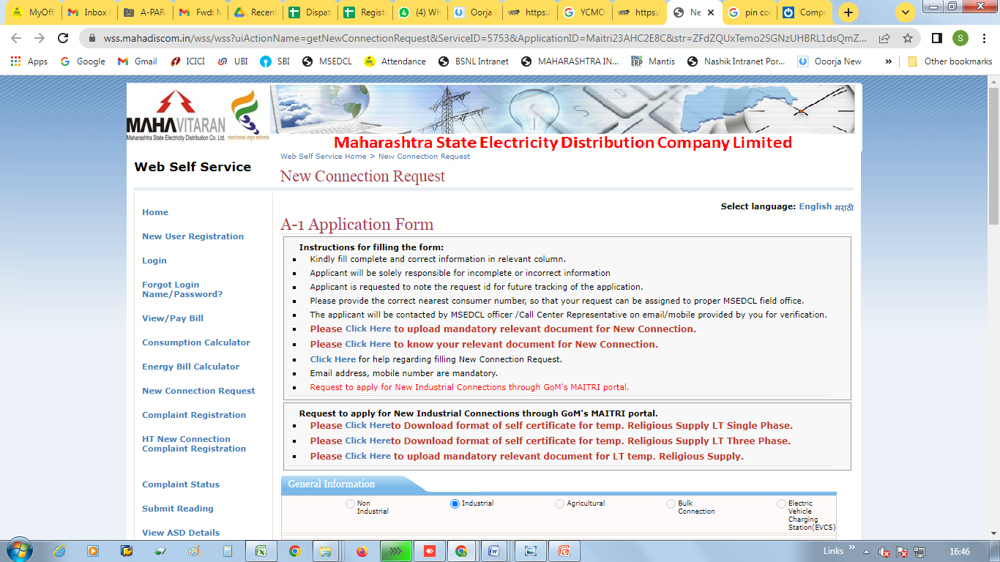 MyOffi
Inbox (
A-PARA
Fwd: M
Recent
Dispat
Registe
(4) Wh
Oorja
https:/
YCMO
https:/
Ne
pin co
Comp
wss.mahadiscom.in/wss/wss?uiActionName=getNewConnectionRequest&ServiceID=5753&ApplicationID=Maitri23AHC2E8C&str=ZFdZQUxTemo2SGNzUHBRL1dsQmZ...
S
Apps
Google
Gmail
ICICI
UBI
SBI
MSEDCL
Attendance
BSNL Intranet
MAHARASHTRA IN...
Mantis
Nashik Intranet Por...
Ooorja New
»
Other bookmarks
MAHAVITARAN
Maharashtra State Electricity Distribution Co. Ltd.
Maharashtra State Electricity Distribution Company Limited
Web Self Service Home > New Connection Request
Web Self Service
New Connection Request
Select language: English मराठी
Home
New User Registration
Login
Forgot Login
Name/Password?
View/Pay Bill
Consumption Calculator
Energy Bill Calculator
New Connection Request
Complaint Registration
HT New Connection
Complaint Registration
Complaint Status
Submit Reading
View ASD Details
A-1 Application Form
Instructions for filling the form:
Kindly fill complete and correct information in relevant column.
Applicant will be solely responsible for incomplete or incorrect information
Applicant is requested to note the request id for future tracking of the application.
Please provide the correct nearest consumer number, so that your request can be assigned to proper MSEDCL field office.
The applicant will be contacted by MSEDCL officer /Call Center Representative on email/mobile provided by you for verification.
Please Click Here to upload mandatory relevant document for New Connection.
Please Click Here to know your relevant document for New Connection.
Click Here for help regarding filling New Connection Request.
Email address, mobile number are mandatory.
Request to apply for New Industrial Connections through GoM's MAITRI portal.
Request to apply for New Industrial Connections through GoM's MAITRI portal.
Please Click Hereto Download format of self certificate for temp. Religious Supply LT Single Phase.
Please Click Hereto Download format of self certificate for temp. Religious Supply LT Three Phase.
Please Click Here to upload mandatory relevant document for LT temp. Religious Supply.
General Information
Non
Industrial
Industrial
Agricultural
Bulk
Connection
Electric
Vehicle
Charging
Station(EVCS)
Links »
16:46